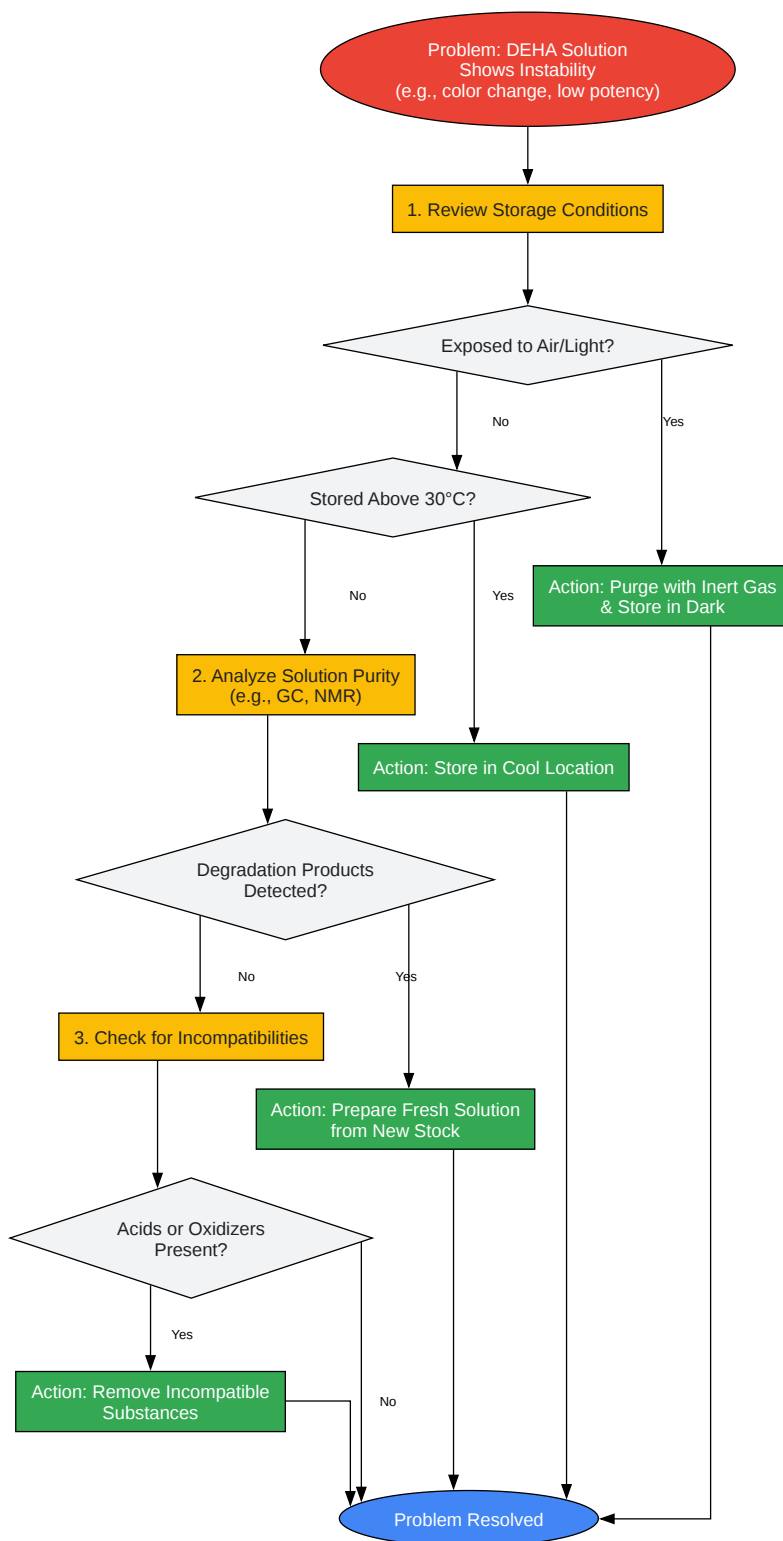 Problem: DEHA Solution
Shows Instability
(e.g., color change, low potency)
1. Review Storage Conditions
Exposed to Air/Light?
No
Yes
Stored Above 30°C?
Action: Purge with Inert Gas
& Store in Dark
No
Yes
2. Analyze Solution Purity
(e.g., GC, NMR)
Action: Store in Cool Location
Degradation Products
Detected?
No
Yes
3. Check for Incompatibilities
Action: Prepare Fresh Solution
from New Stock
Acids or Oxidizers
Present?
Yes
Action: Remove Incompatible
Substances
No
Problem Resolved